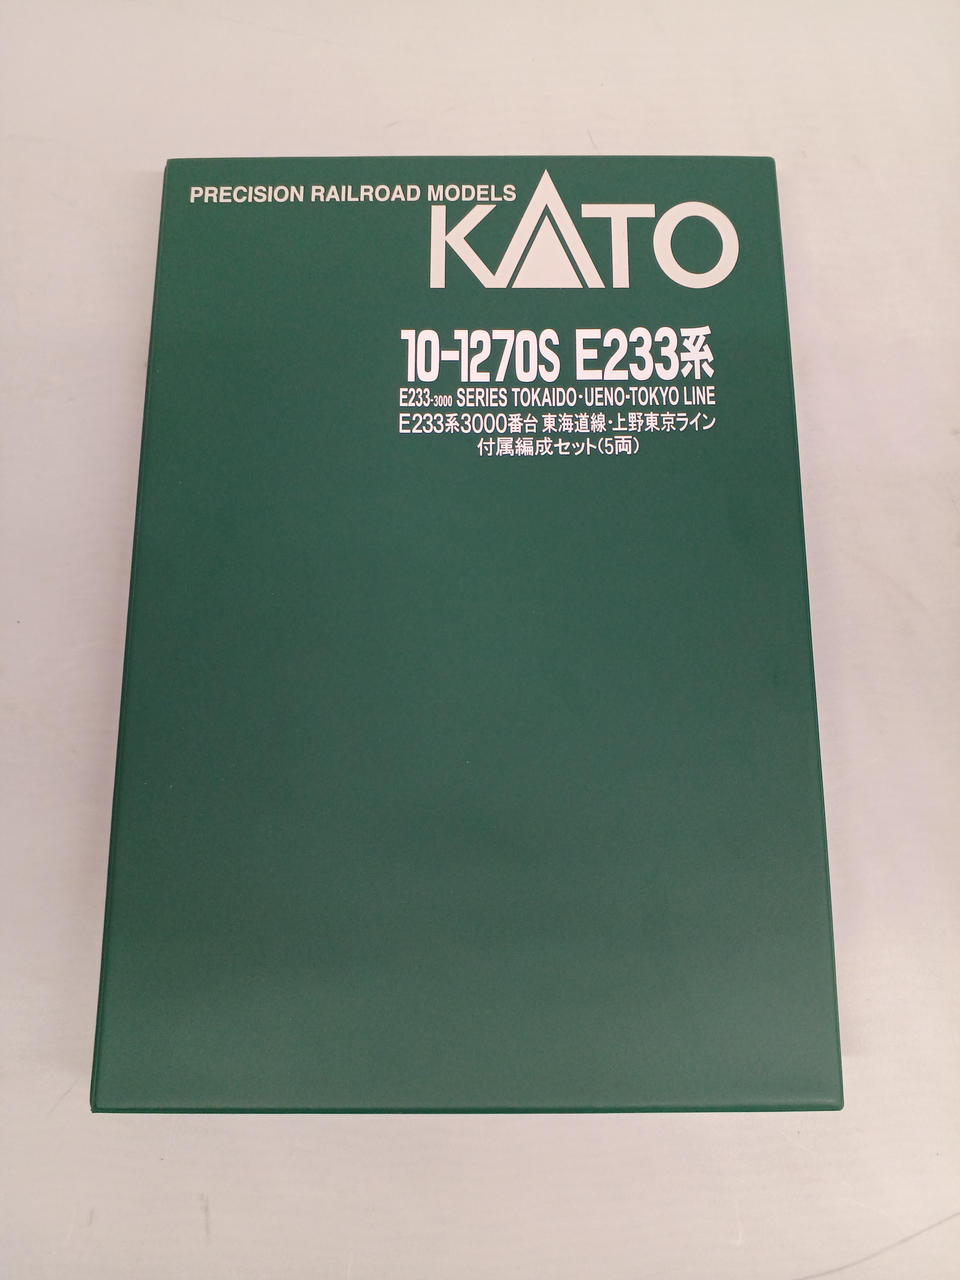 PRECISION RAILROAD MODELS
KATO
10-1270S E233系
E233-3000 SERIES TOKAIDO・UENO-TOKYO LINE
E233系3000番台 東海道線・上野東京ライン
付属編成セット(5両)